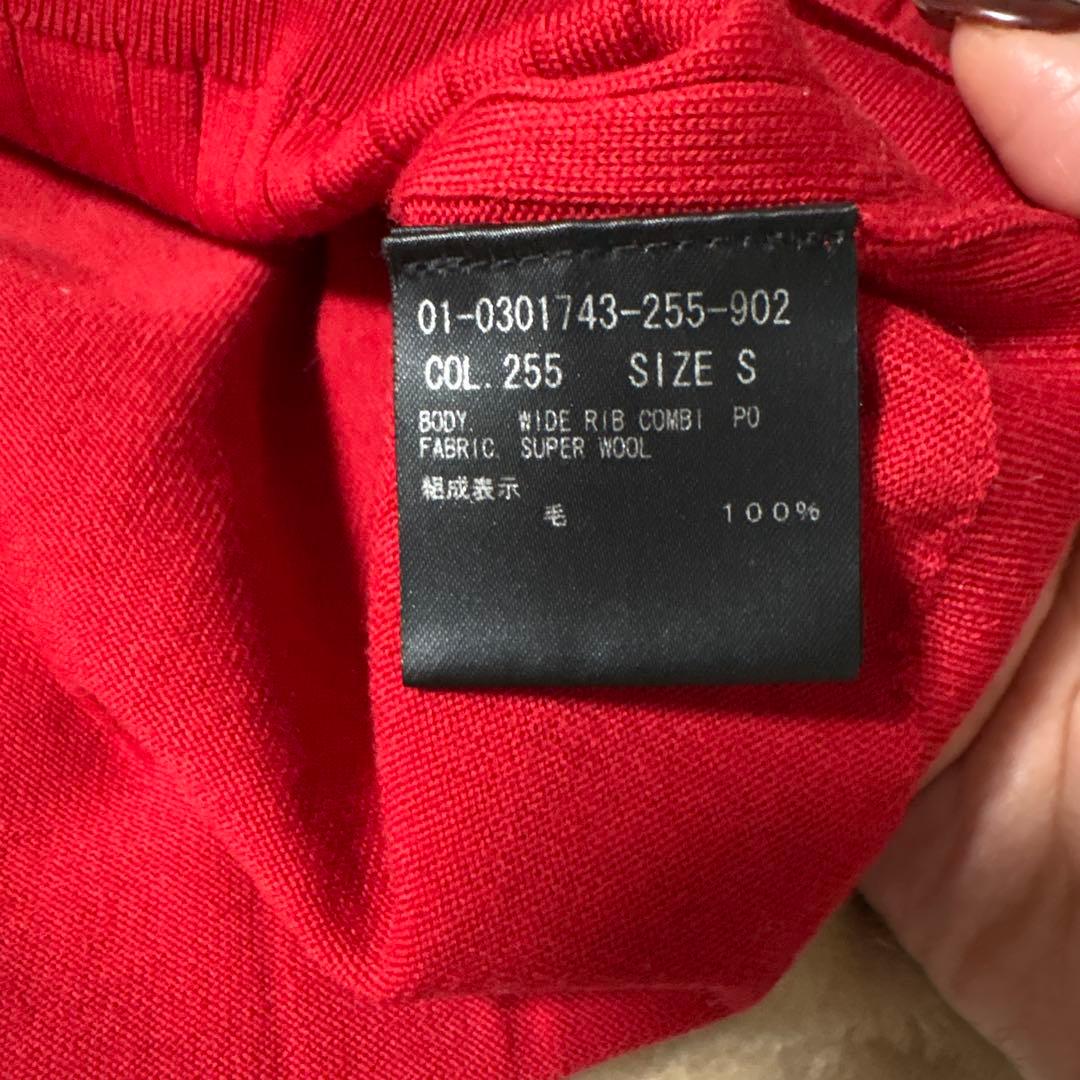 01-0301743-255-902
COL. 255 SIZE S
BODY WIDE RIB COMBI PO
FABRIC SUPER WOOL
組成表示
毛 100%